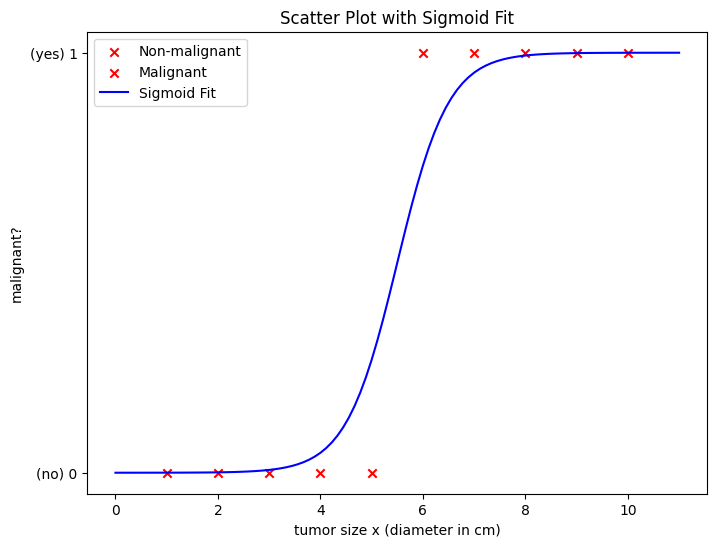 Scatter Plot with Sigmoid Fit
(yes) 1
Non-malignant
Malignant
Sigmoid Fit
malignant?
(no) 0
0 2 4 6 8 10
tumor size x (diameter in cm)